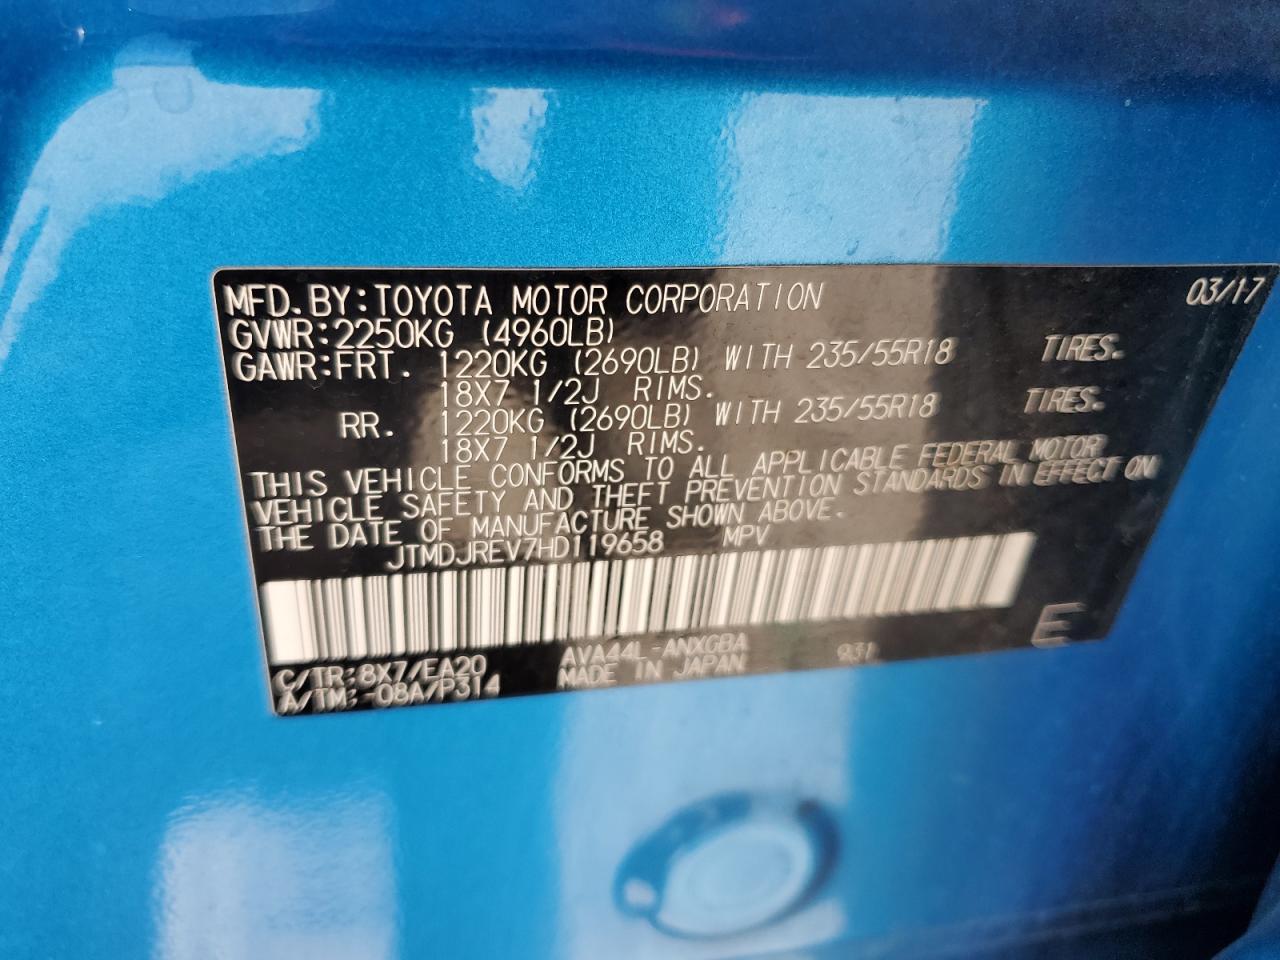 MFD. BY: TOYOTA MOTOR CORPORATION 03/17
GVWR: 2250KG (4960LB)
GAWR: FRT. 1220KG (2690LB) WITH 235/55R18 TIRES.
18X7 1/2J RIMS.
RR. 1220KG (2690LB) WITH 235/55R18 TIRES.
18X7 1/2J RIMS.
THIS VEHICLE CONFORMS TO ALL APPLICABLE FEDERAL MOTOR
VEHICLE SAFETY AND THEFT PREVENTION STANDARDS IN EFFECT ON
THE DATE OF MANUFACTURE SHOWN ABOVE.
JTMDJREV7HD119658 MPV
C/TR: 8X7/EA20 AVA44L-ANXGBA 931 E
A/TM: -08A/P314 MADE IN JAPAN